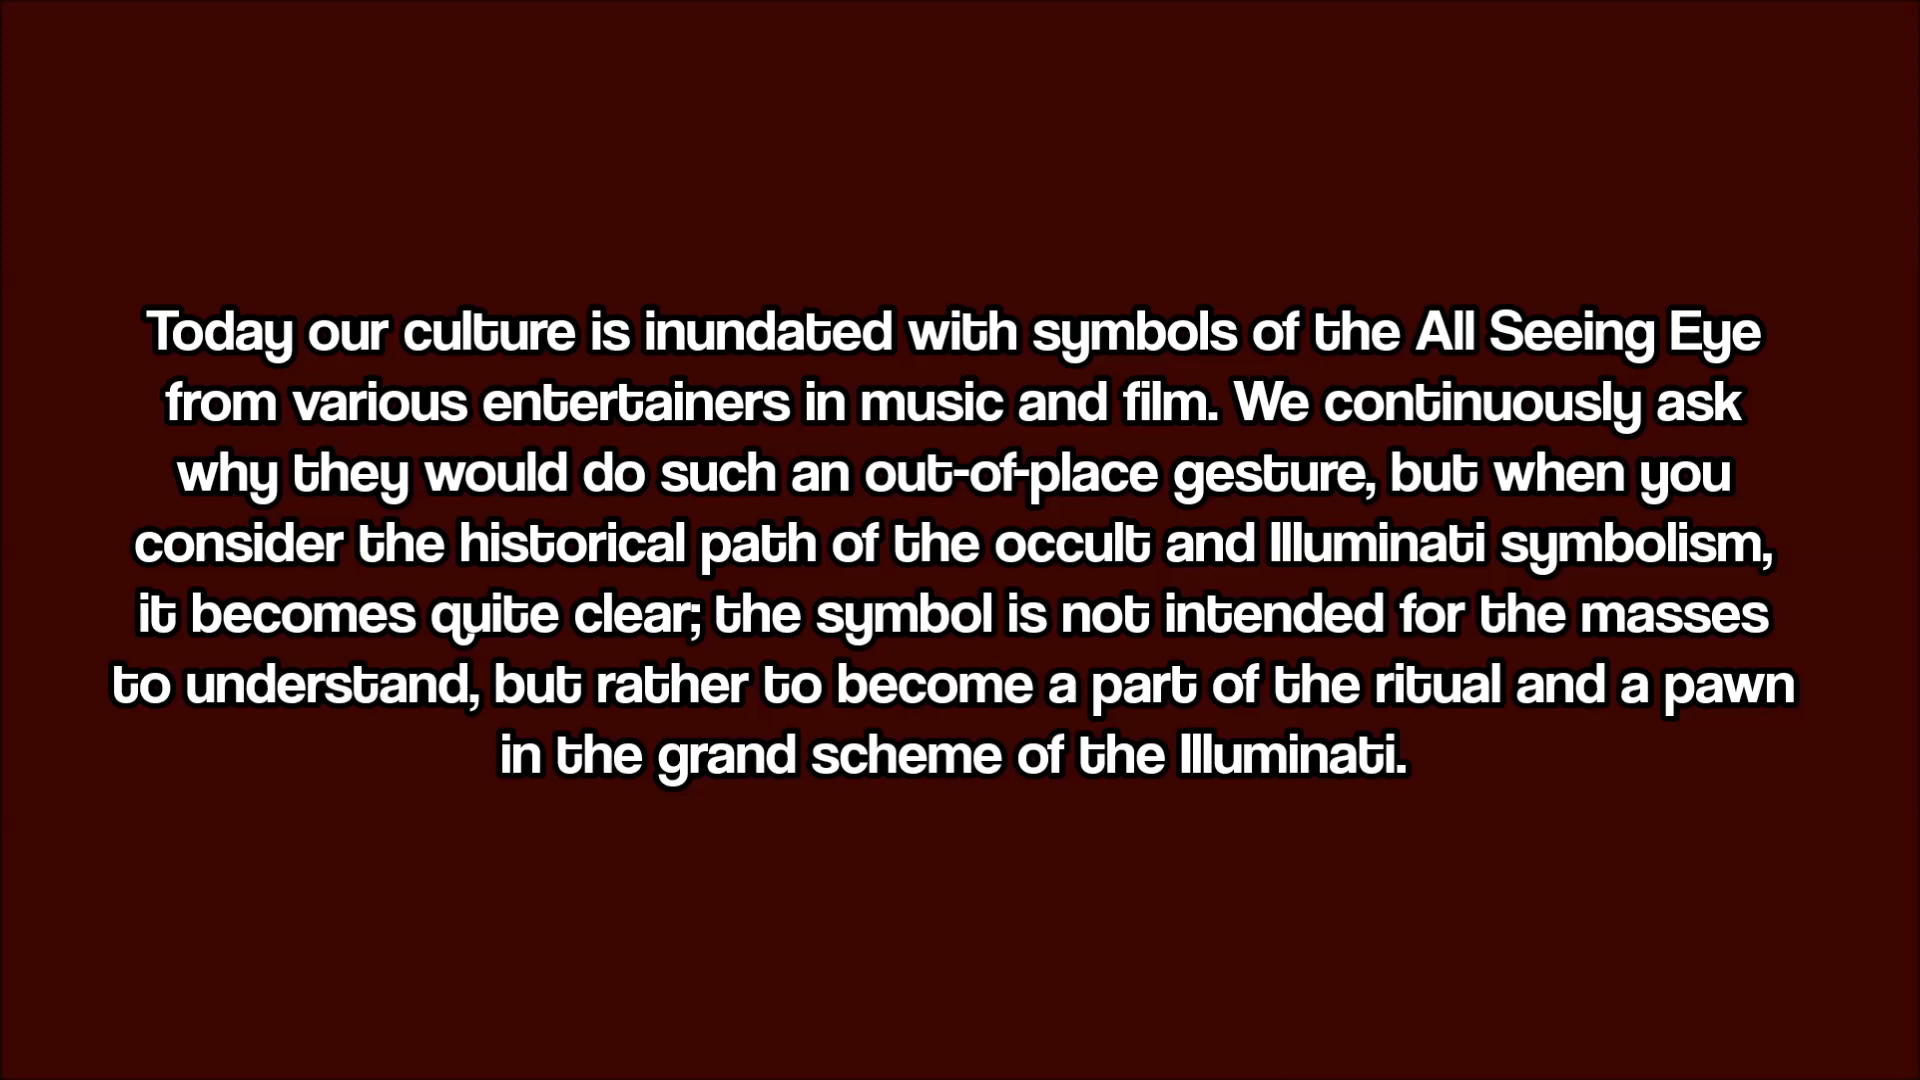 Today our culture is inundated with symbols of the All Seeing Eye
from various entertainers in music and film. We continuously ask
why they would do such an out-of-place gesture, but when you
consider the historical path of the occult and Illuminati symbolism,
it becomes quite clear; the symbol is not intended for the masses
to understand, but rather to become a part of the ritual and a pawn
in the grand scheme of the Illuminati.